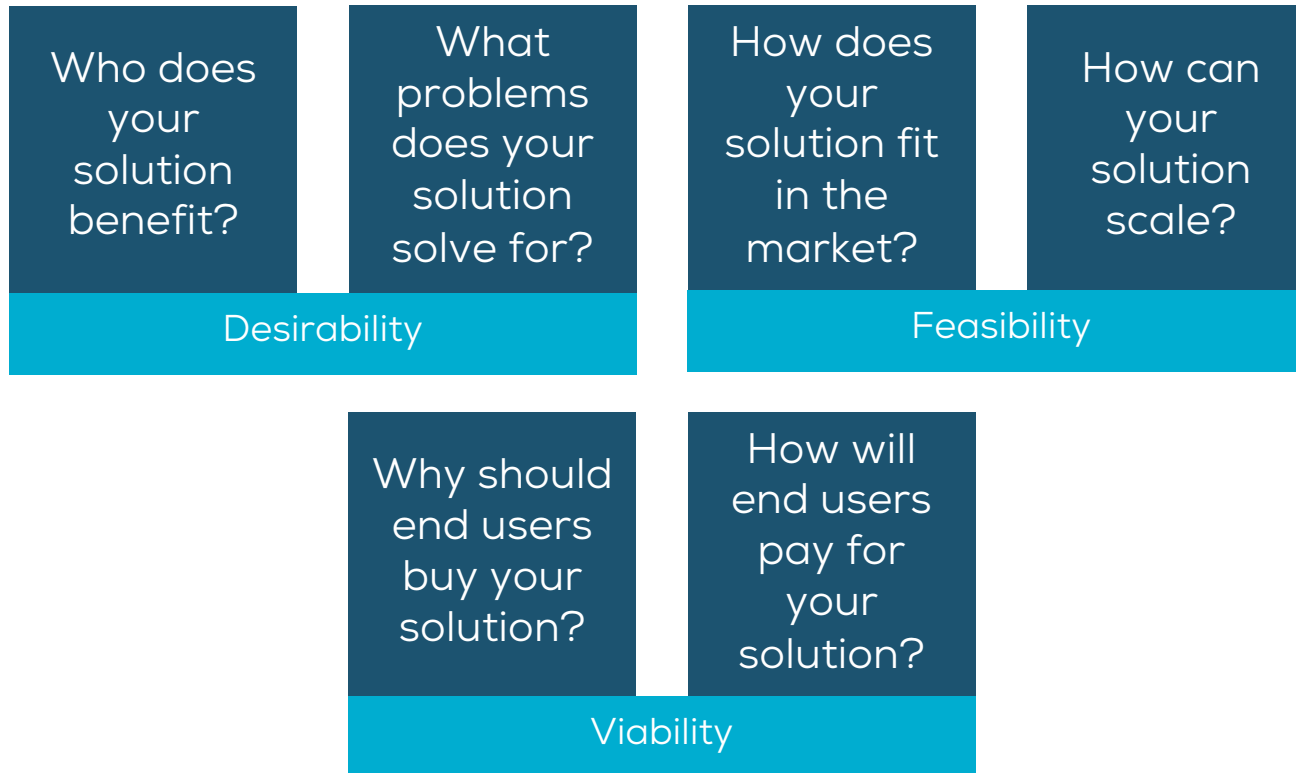 Who does
your
solution
benefit?
What
problems
does your
solution
solve for?
Desirability
How does
your
solution fit
in the
market?
How can
your
solution
scale?
Feasibility
Why should
end users
buy your
solution?
How will
end users
pay for
your
solution?
Viability